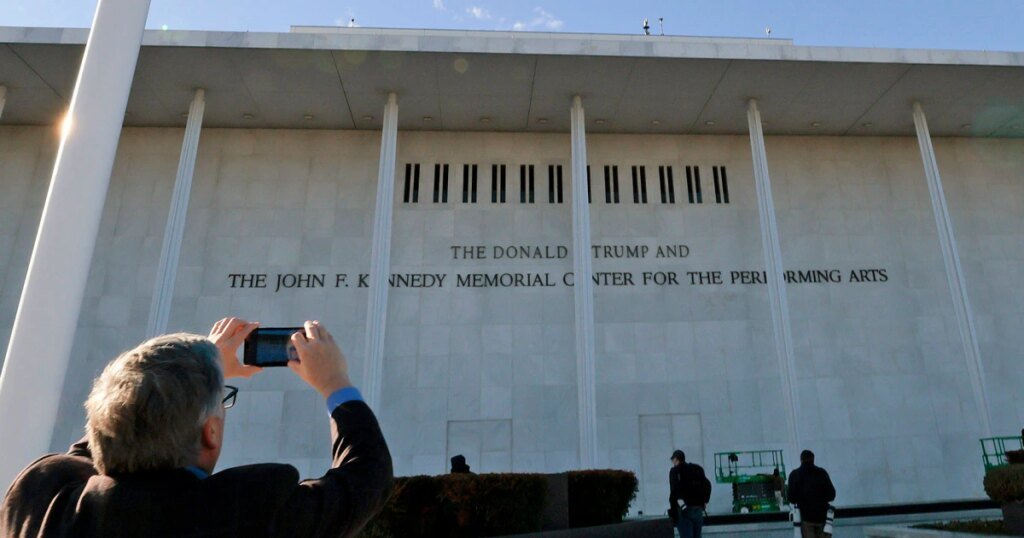 THE DONALD TRUMP AND
THE JOHN F. KENNEDY MEMORIAL CENTER FOR THE PERFORMING ARTS